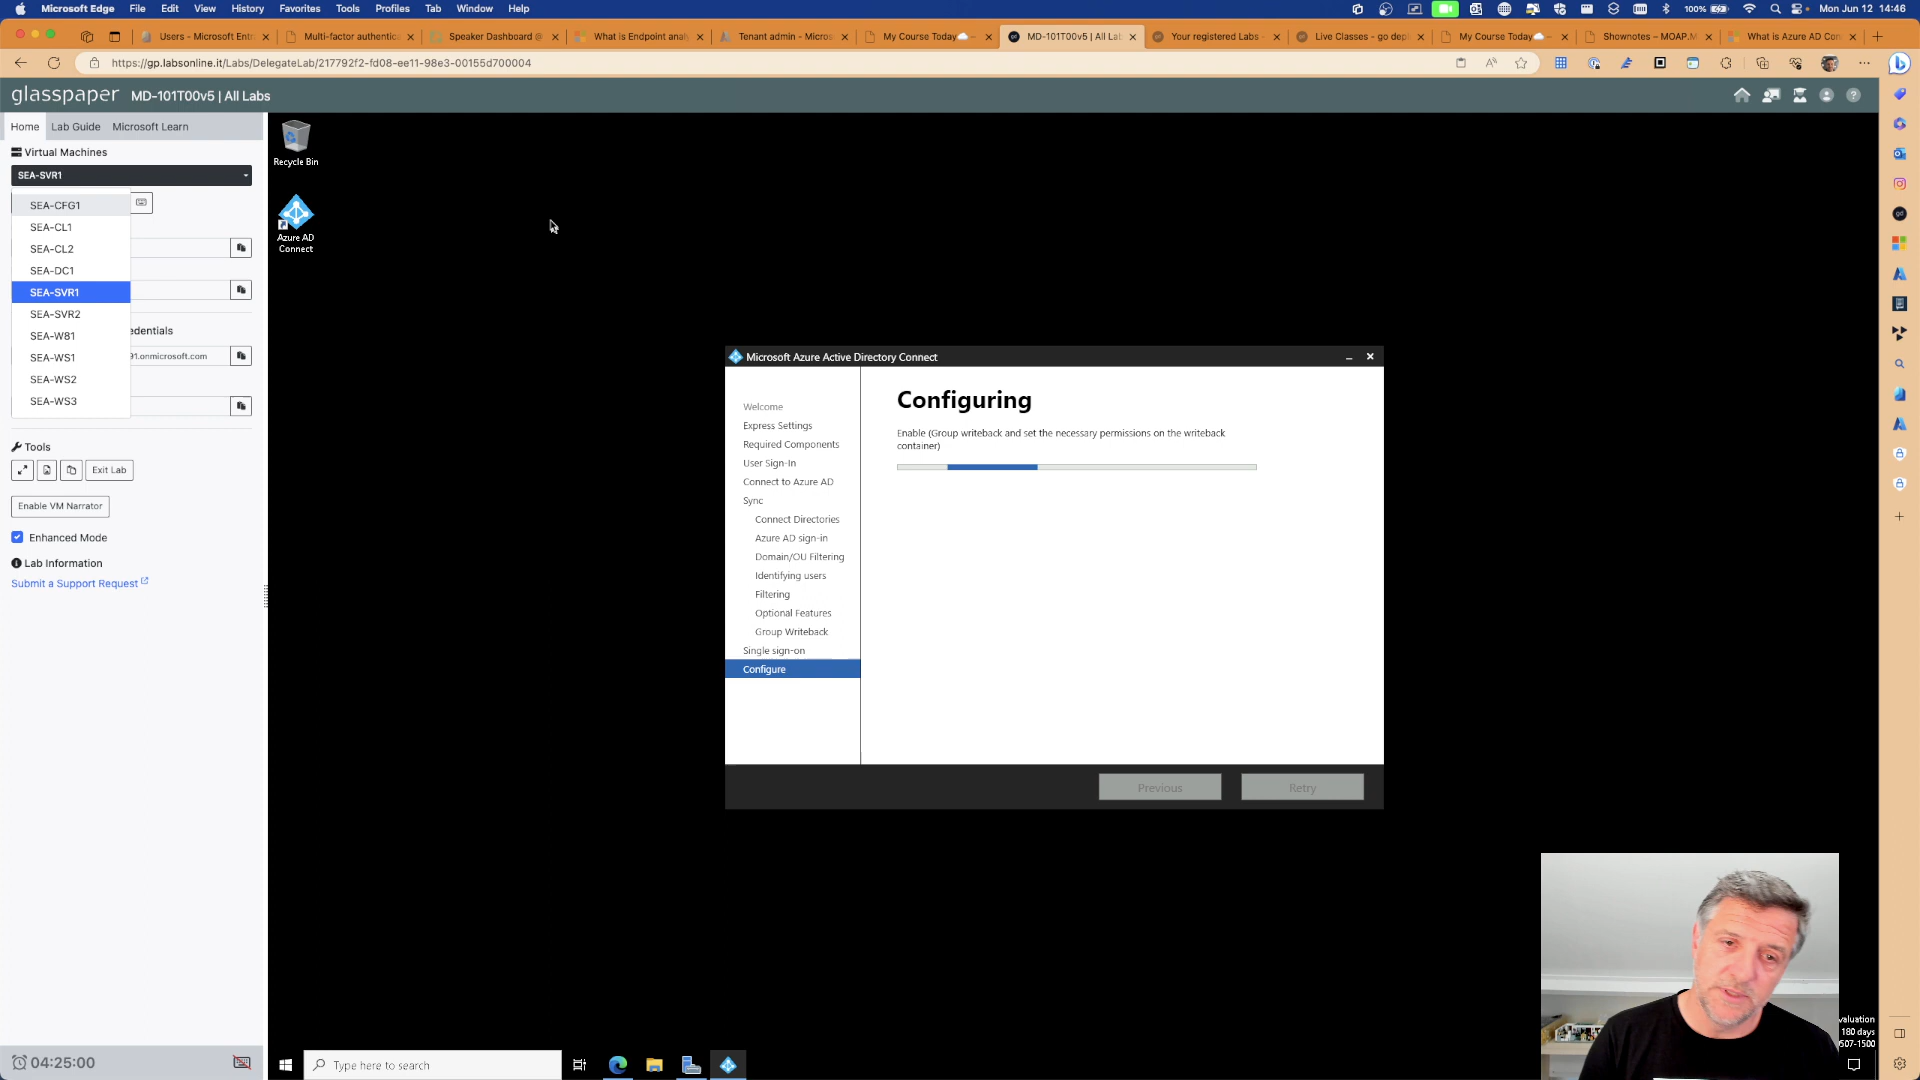 Microsoft Edge File Edit View History Favorites Tools Profiles Tab Window Help
100% Mon Jun 12 14:46
Users - Microsoft Ent
Multi-factor authentic
Speaker Dashboard @
What is Endpoint anal
Tenant admin - Micros
My Course Today
MD-101T00v5 | All La
Your registered Labs -
Live Classes - go dep
My Course Today
Shownotes – MOAP.M
What is Azure AD Con
https://gp.labsonline.it/Labs/DelegateLab/217792f2-fd08-ee11-98e3-00155d700004
glasspaper MD-101T00v5 | All Labs
Home Lab Guide Microsoft Learn
Virtual Machines
SEA-SVR1
SEA-CFG1
SEA-CL1
SEA-CL2
SEA-DC1
SEA-SVR1
SEA-SVR2
SEA-W81
SEA-WS1
SEA-WS2
SEA-WS3
edentials
91.onmicrosoft.com
Tools
Exit Lab
Enable VM Narrator
Enhanced Mode
Lab Information
Submit a Support Request
04:25:00
Recycle Bin
Azure AD
Connect
Microsoft Azure Active Directory Connect
Welcome
Express Settings
Required Components
User Sign-In
Connect to Azure AD
Sync
Connect Directories
Azure AD sign-in
Domain/OU Filtering
Identifying users
Filtering
Optional Features
Group Writeback
Single sign-on
Configure
Configuring
Enable (Group writeback and set the necessary permissions on the writeback
container)
Previous Retry
valuation
180 days
507-1500
Type here to search